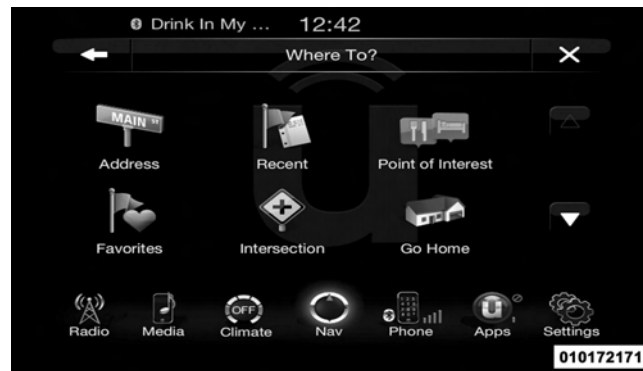 Drink In My ... 12:42
Where To?
MAIN ST
Address Recent Point of Interest
Favorites Intersection Go Home
OFF
Radio Media Climate Nav Phone Apps Settings
010172171